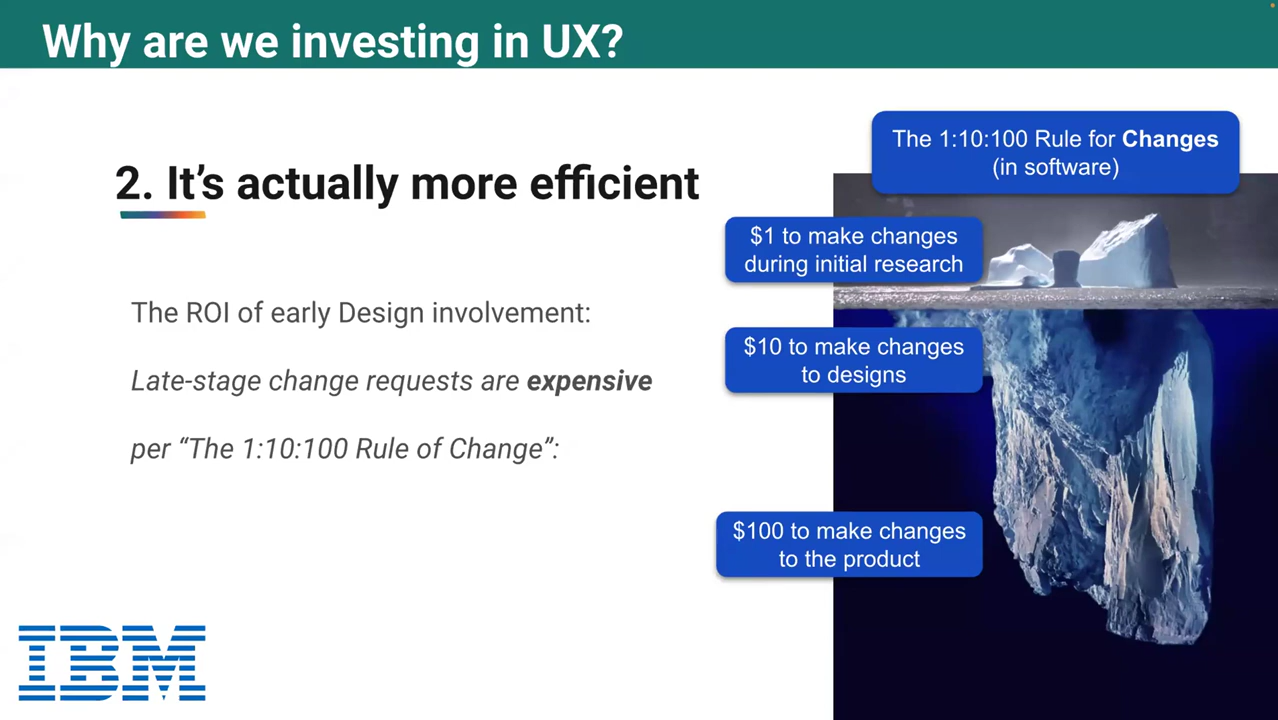 Why are we investing in UX?
2. It’s actually more efficient
The ROI of early Design involvement:
Late-stage change requests are expensive
per “The 1:10:100 Rule of Change”:
The 1:10:100 Rule for Changes
(in software)
$1 to make changes
during initial research
$10 to make changes
to designs
$100 to make changes
to the product
IBM